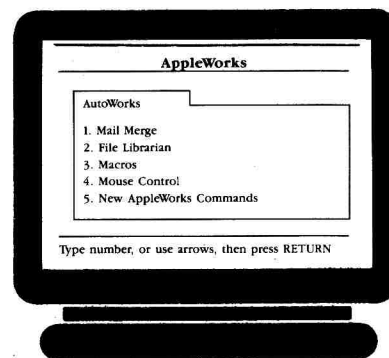 AppleWorks
AutoWorks
1. Mail Merge
2. File Librarian
3. Macros
4. Mouse Control
5. New AppleWorks Commands
Type number, or use arrows, then press RETURN